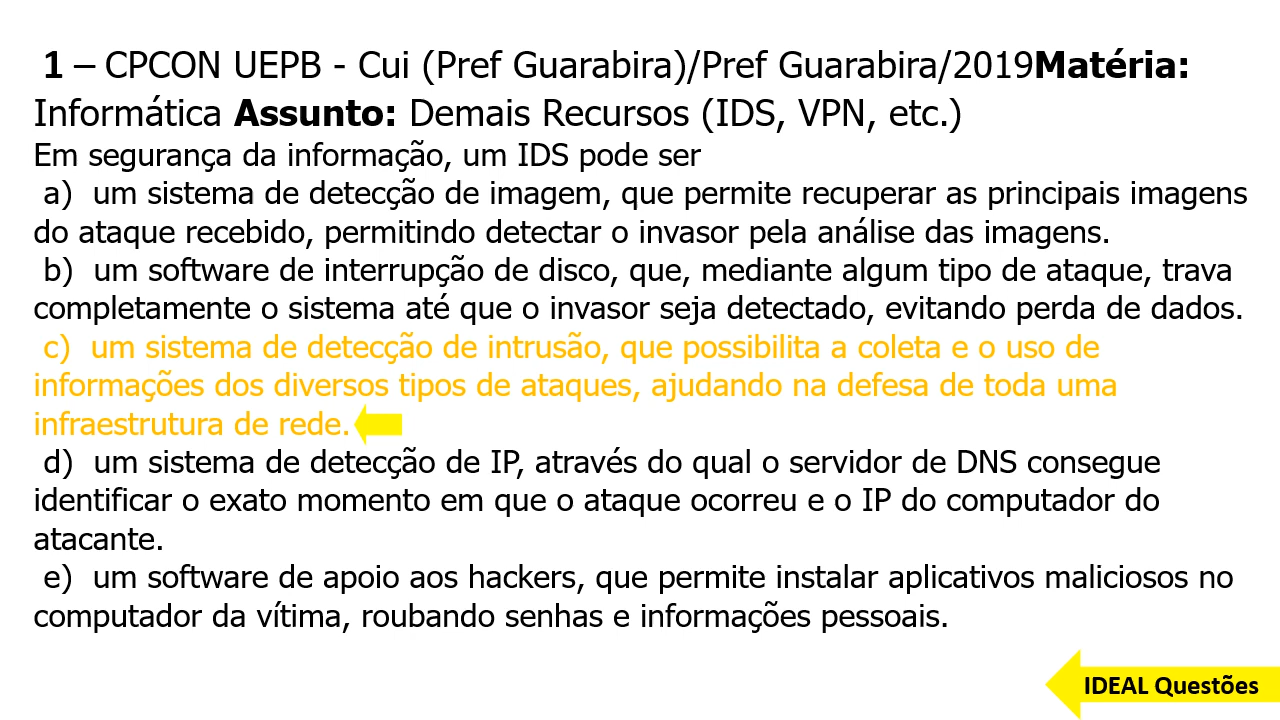 1 – CPCON UEPB - Cui (Pref Guarabira)/Pref Guarabira/2019Matéria:
Informática Assunto: Demais Recursos (IDS, VPN, etc.)
Em segurança da informação, um IDS pode ser
a) um sistema de detecção de imagem, que permite recuperar as principais imagens
do ataque recebido, permitindo detectar o invasor pela análise das imagens.
b) um software de interrupção de disco, que, mediante algum tipo de ataque, trava
completamente o sistema até que o invasor seja detectado, evitando perda de dados.
c) um sistema de detecção de intrusão, que possibilita a coleta e o uso de
informações dos diversos tipos de ataques, ajudando na defesa de toda uma
infraestrutura de rede.
d) um sistema de detecção de IP, através do qual o servidor de DNS consegue
identificar o exato momento em que o ataque ocorreu e o IP do computador do
atacante.
e) um software de apoio aos hackers, que permite instalar aplicativos maliciosos no
computador da vítima, roubando senhas e informações pessoais.
IDEAL Questões